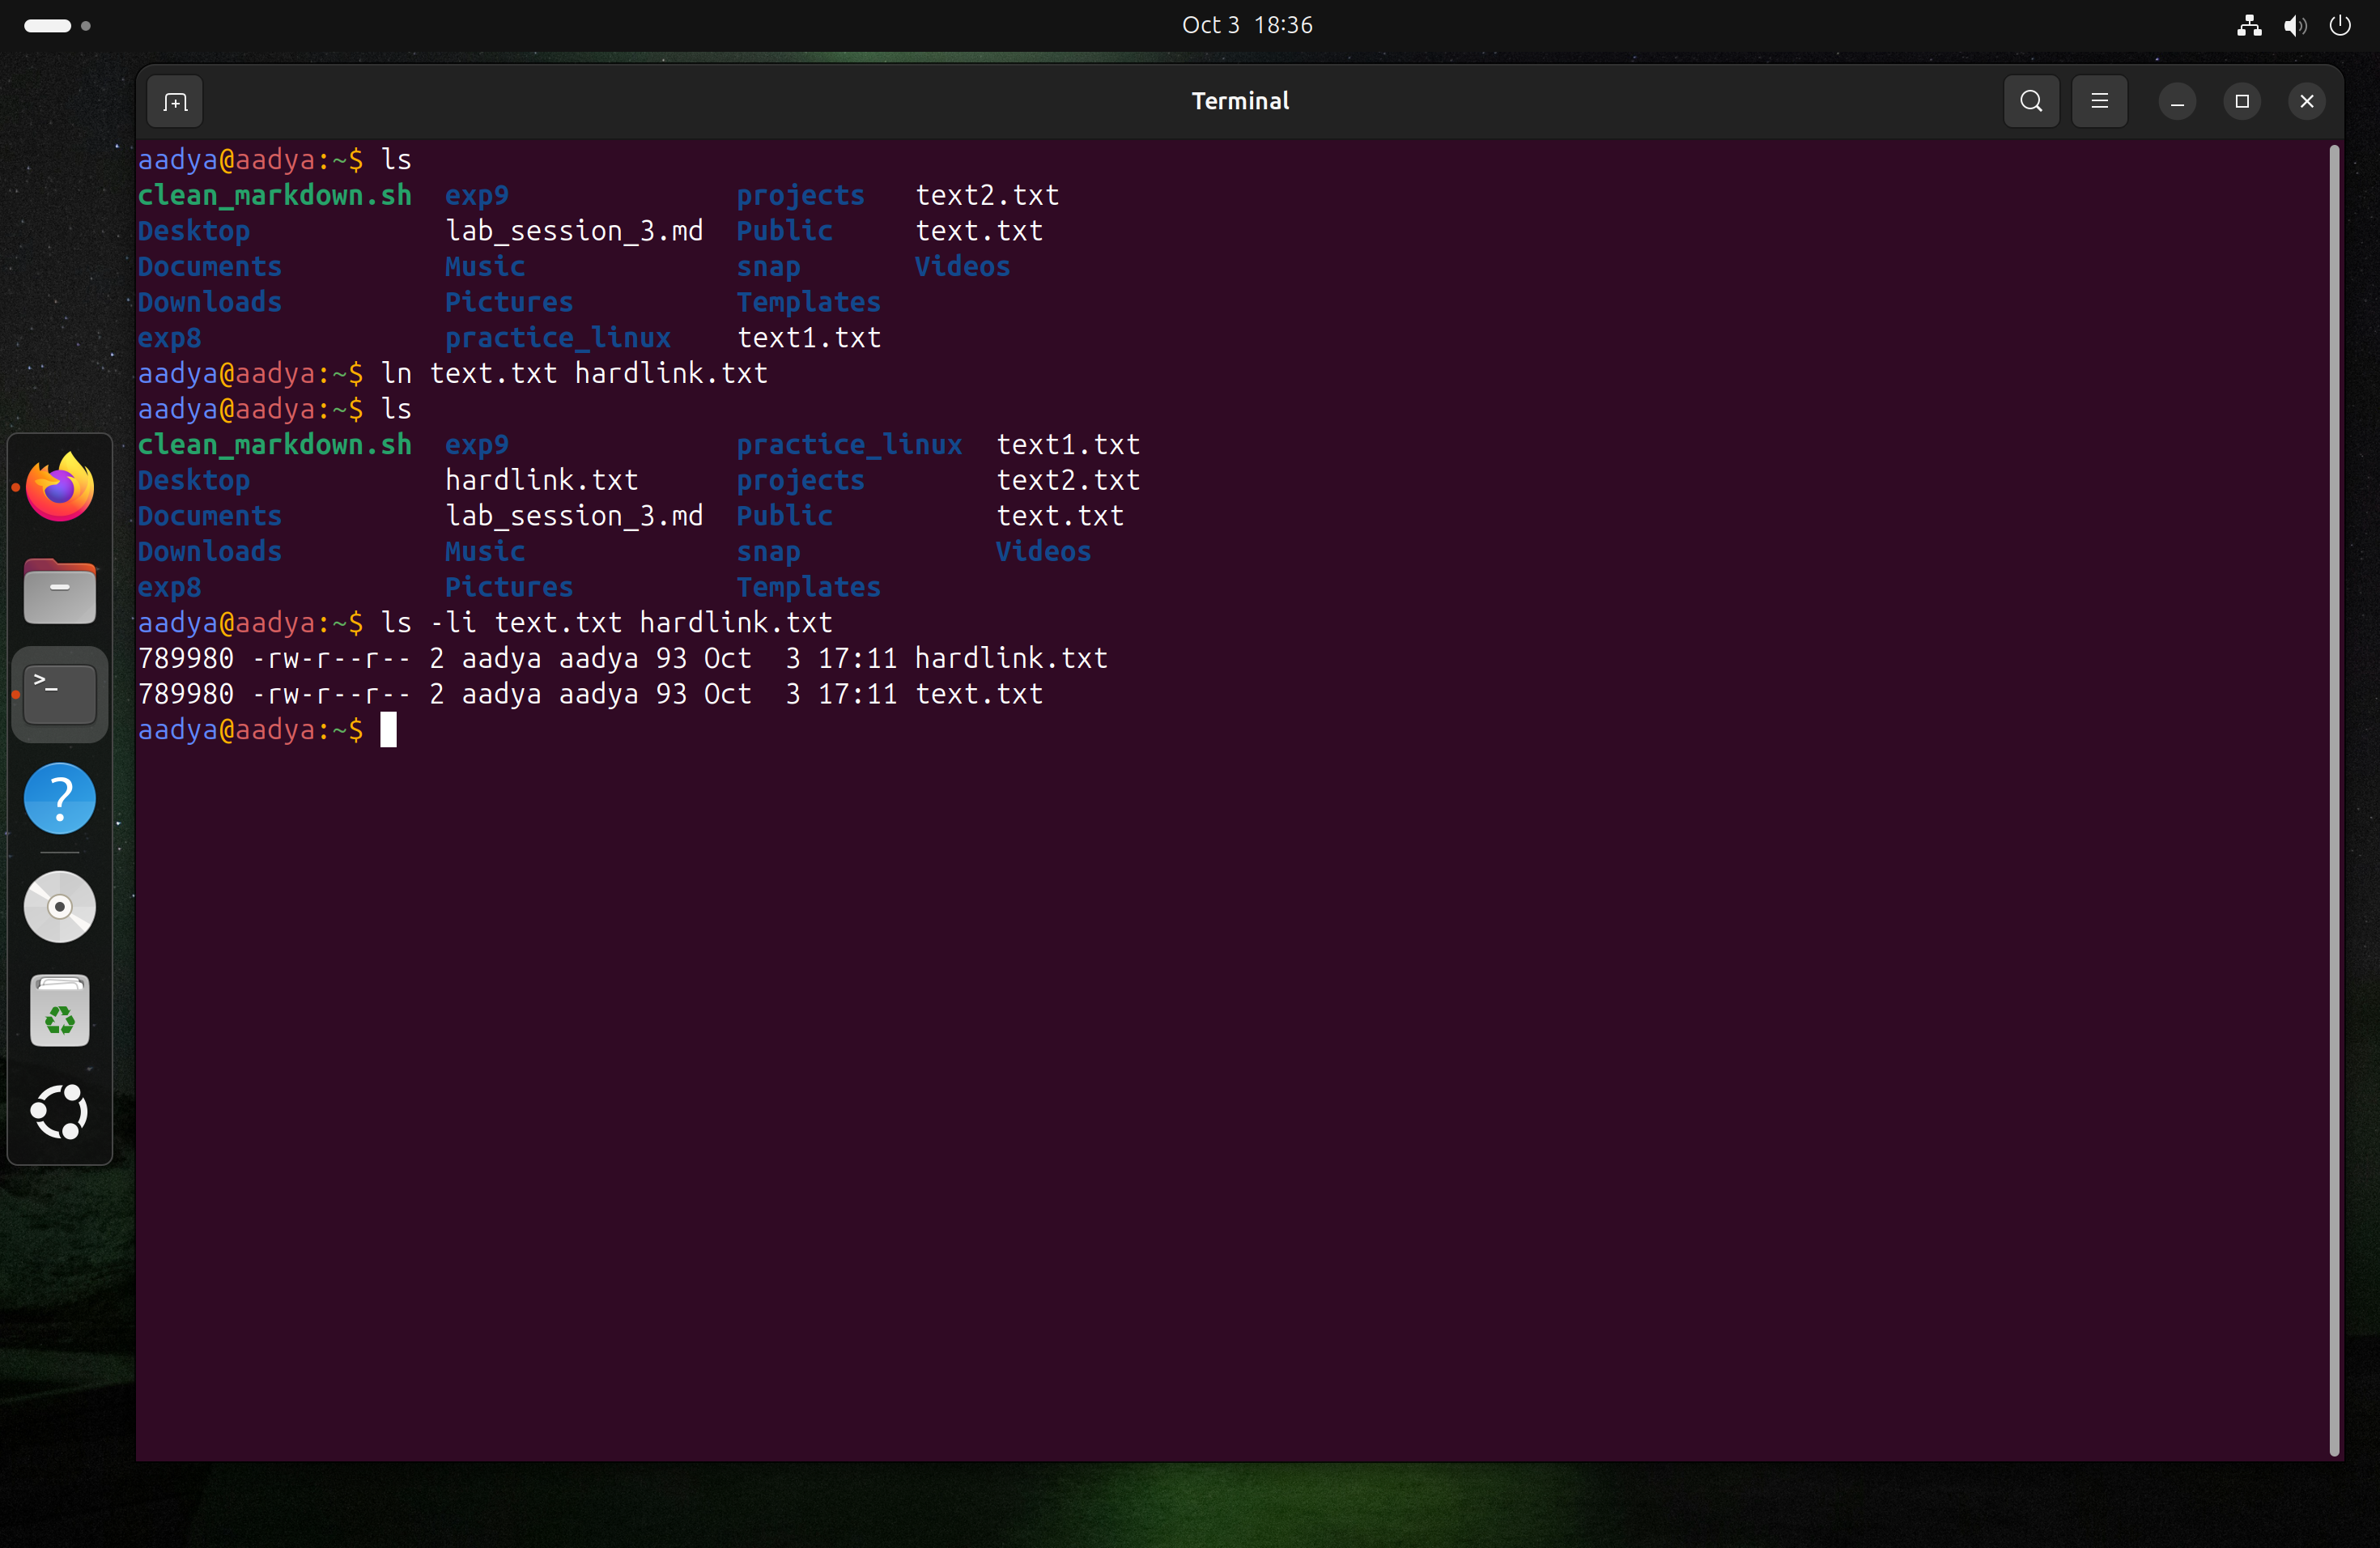 Oct 3  18:36
Terminal
aadya@aadya:~$ ls
clean_markdown.sh  exp9              projects   text2.txt
Desktop            lab_session_3.md  Public     text.txt
Documents          Music             snap       Videos
Downloads          Pictures          Templates
exp8               practice_linux    text1.txt
aadya@aadya:~$ ln text.txt hardlink.txt
aadya@aadya:~$ ls
clean_markdown.sh  exp9              practice_linux  text1.txt
Desktop            hardlink.txt      projects        text2.txt
Documents          lab_session_3.md  Public          text.txt
Downloads          Music             snap            Videos
exp8               Pictures          Templates
aadya@aadya:~$ ls -li text.txt hardlink.txt
789980 -rw-r--r-- 2 aadya aadya 93 Oct  3 17:11 hardlink.txt
789980 -rw-r--r-- 2 aadya aadya 93 Oct  3 17:11 text.txt
aadya@aadya:~$